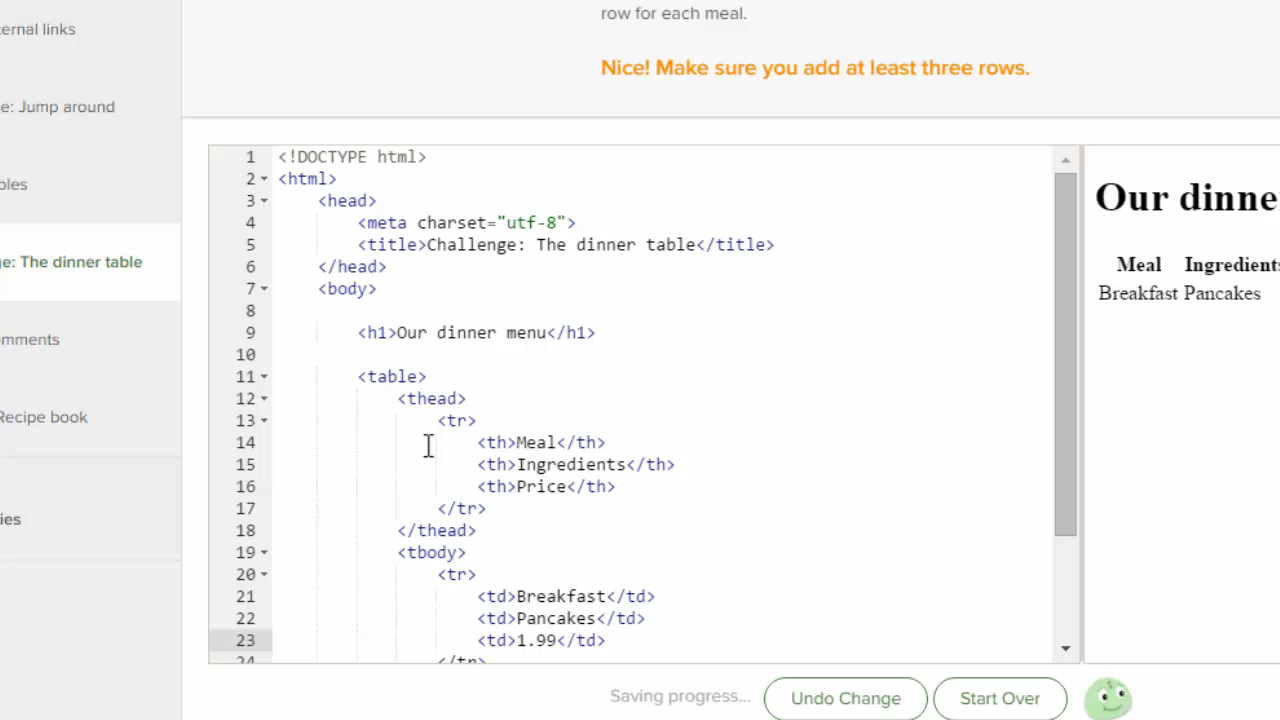 row for each meal.
Nice! Make sure you add at least three rows.
ternal links
e: Jump around
bles
ge: The dinner table
mments
Recipe book
ies
1 <!DOCTYPE html>
2 <html>
3 <head>
4 <meta charset="utf-8">
5 <title>Challenge: The dinner table</title>
6 </head>
7 <body>
8
9 <h1>Our dinner menu</h1>
10
11 <table>
12 <thead>
13 <tr>
14 <th>Meal</th>
15 <th>Ingredients</th>
16 <th>Price</th>
17 </tr>
18 </thead>
19 <tbody>
20 <tr>
21 <td>Breakfast</td>
22 <td>Pancakes</td>
23 <td>1.99</td>
24 </tr>
Our dinne
Meal Ingredients
Breakfast Pancakes
Saving progress... Undo Change Start Over